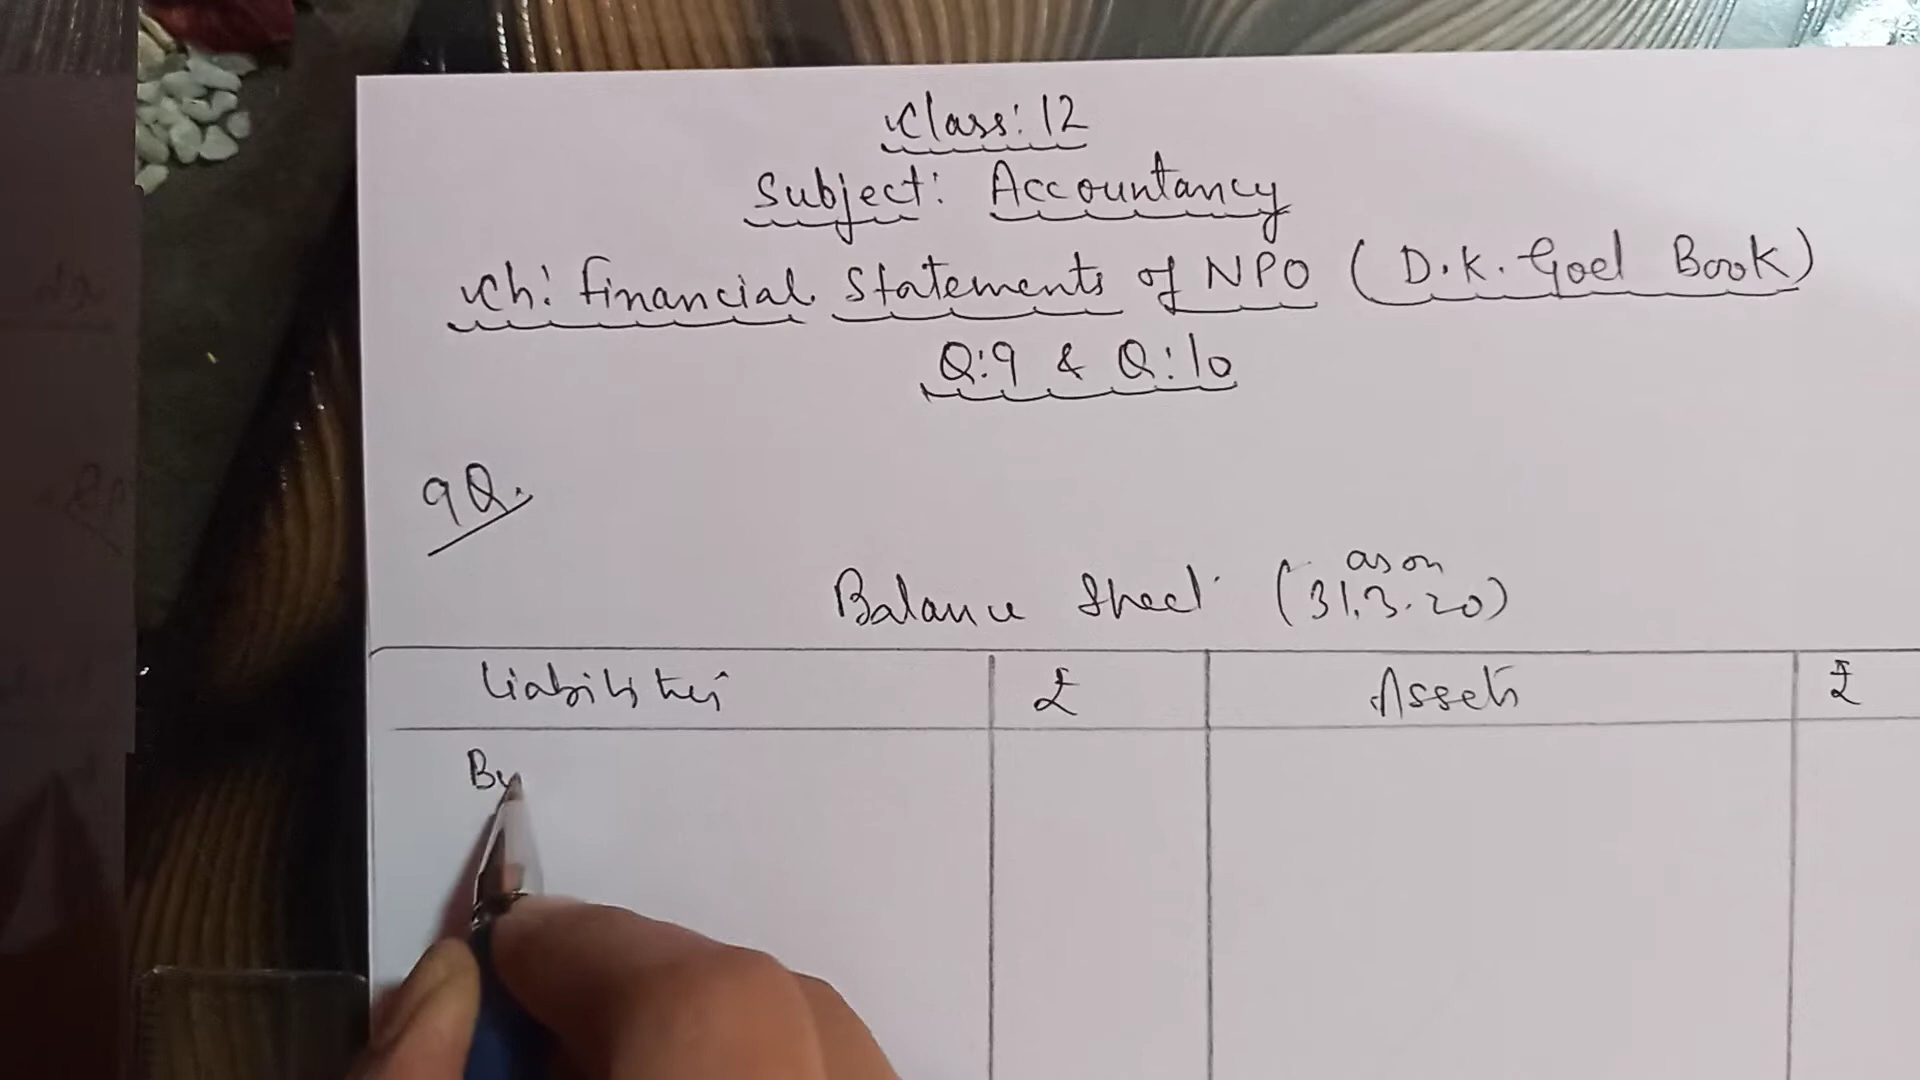 Class: 12
Subject: Accountancy
Ch: Financial Statements of NPO (D.K. Goel Book)
Q:9 & Q:10
9Q.
Balance Sheet (as on 31.3.20)
Liabilities ₹ Assets ₹